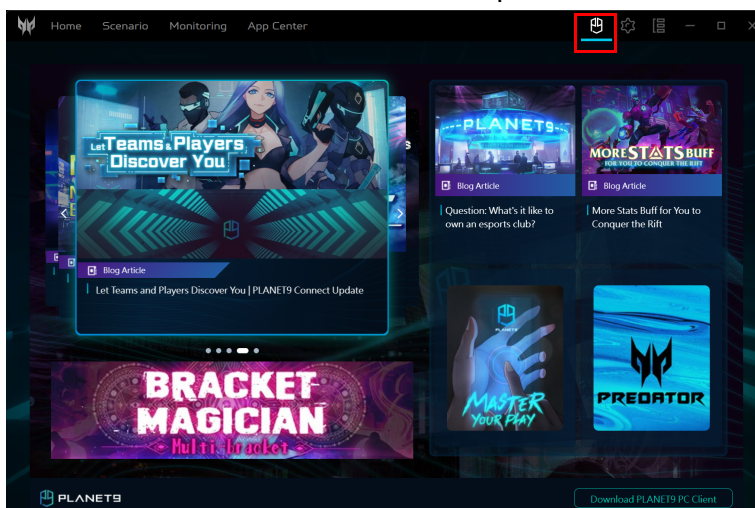 Home Scenario Monitoring App Center
Let Teams & Players
Discover You
Blog Article
Let Teams and Players Discover You | PLANET9 Connect Update
PLANET9
Blog Article
Question: What's it like to
own an esports club?
MORE STATS BUFF
FOR YOU TO CONQUER THE RIFT
Blog Article
More Stats Buff for You to
Conquer the Rift
BRACKET
MAGICIAN
Multi bracket
PLANET9
MASTER
YOUR PLAY
PREDATOR
PLANET9
Download PLANET9 PC Client